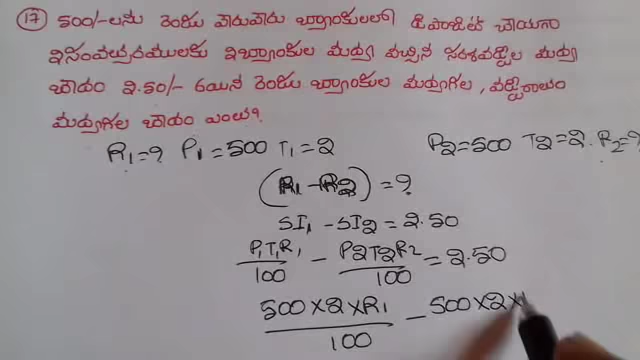 17) 500/-లను రెండు వేరువేరు బ్యాంకులలో డిపాజిట్ చేయగా
2సంవత్సరములకు 2బ్యాంకుల మధ్య వచ్చిన సరళవడ్డీల మధ్య
బేధం 2.50/- అయిన రెండు బ్యాంకుల మధ్యగల, వడ్డీరేటుల
మధ్యగల బేధం ఎంత?
R1=? P1=500 T1=2 P2=500 T2=2. R2=?
(R1-R2)=?
SI1-SI2=2.50
P1T1R1/100 - P2T2R2/100 =2.50
500×2×R1/100 - 500×2×